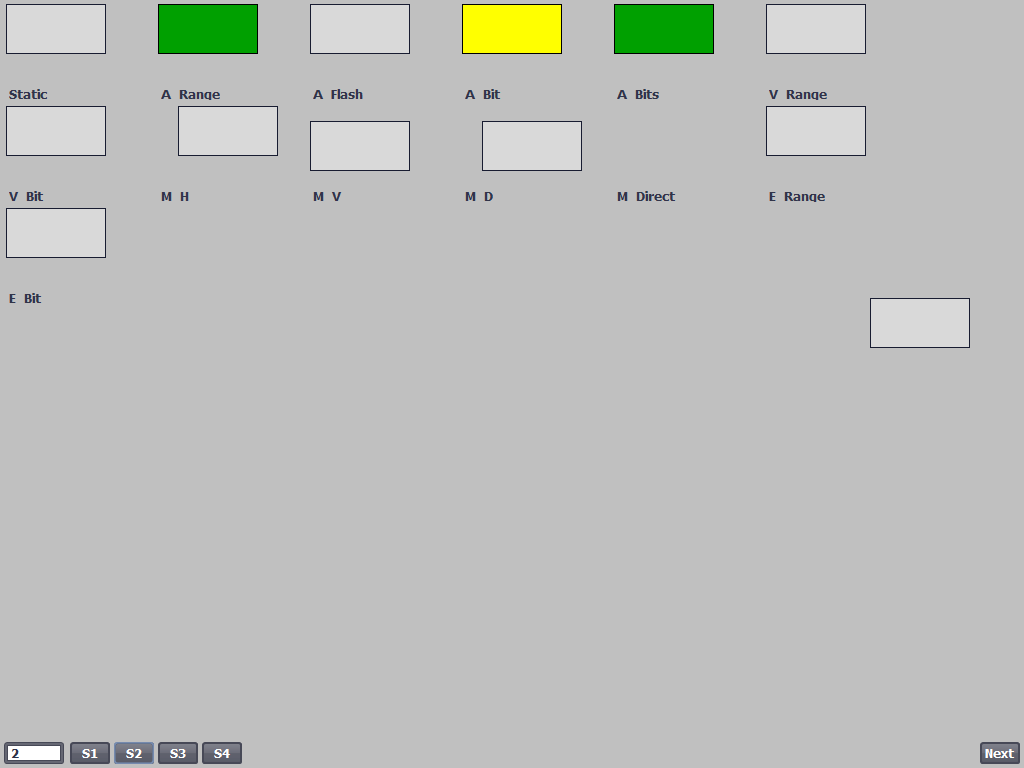 Static A Range A Flash A Bit A Bits V Range
V Bit M H M V M D M Direct E Range
E Bit
2 S1 S2 S3 S4 Next